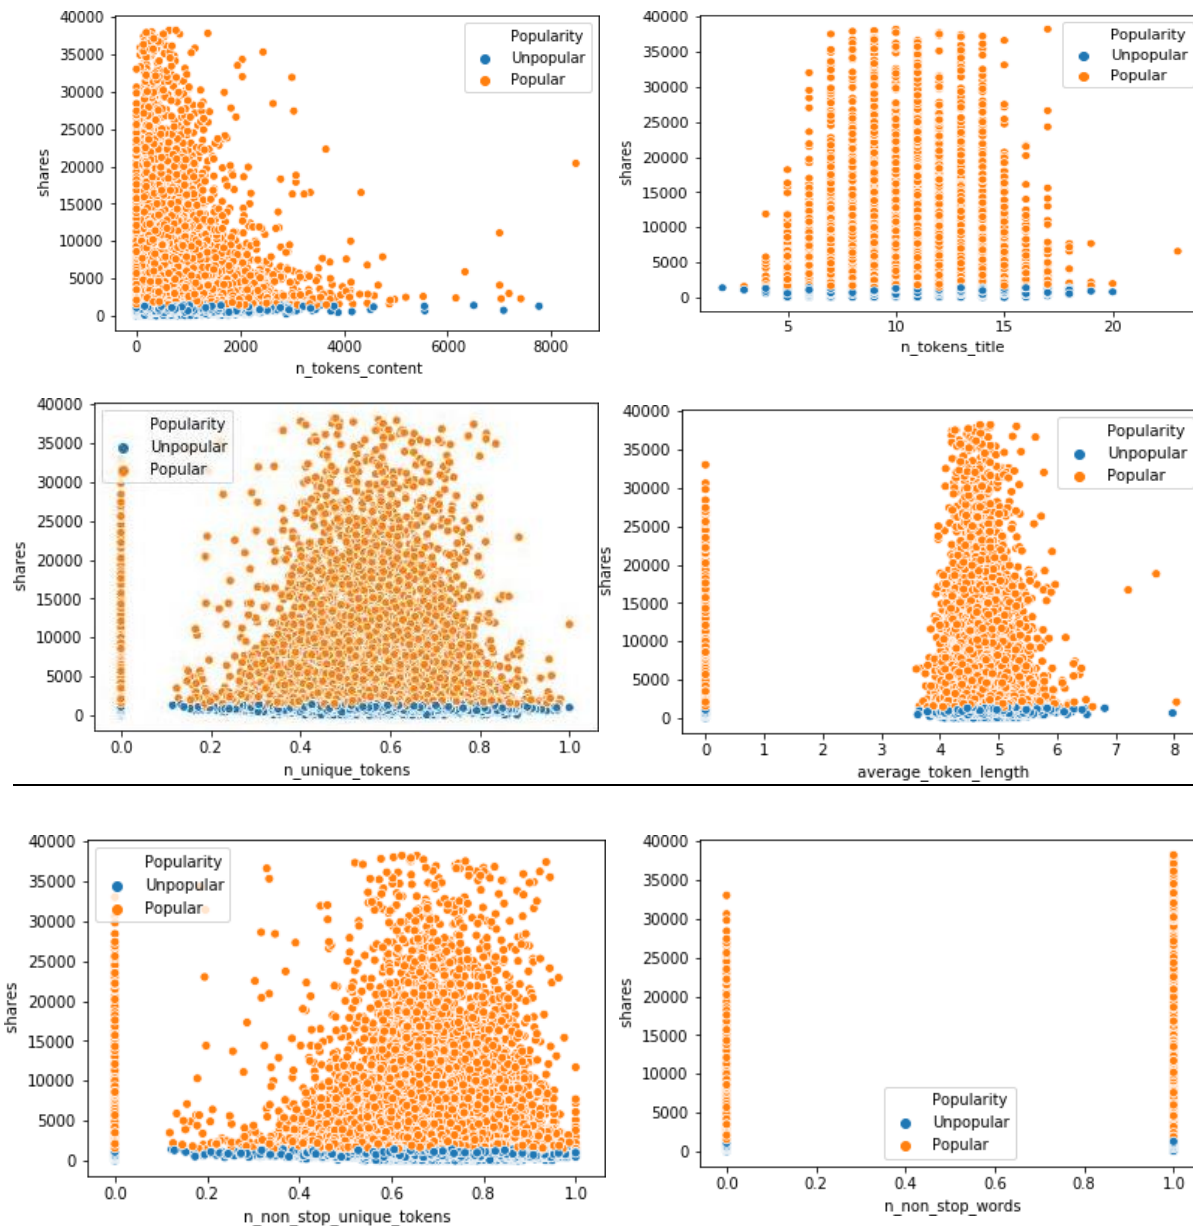 40000
35000
30000
25000
20000
15000
10000
5000
0
shares
Popularity
Unpopular
Popular
0 2000 4000 6000 8000
n_tokens_content
40000
35000
30000
25000
20000
15000
10000
5000
0
shares
Popularity
Unpopular
Popular
5 10 15 20
n_tokens_title
40000
35000
30000
25000
20000
15000
10000
5000
0
shares
Popularity
Unpopular
Popular
0.0 0.2 0.4 0.6 0.8 1.0
n_unique_tokens
40000
35000
30000
25000
20000
15000
10000
5000
0
shares
Popularity
Unpopular
Popular
0 1 2 3 4 5 6 7 8
average_token_length
40000
35000
30000
25000
20000
15000
10000
5000
0
shares
Popularity
Unpopular
Popular
0.0 0.2 0.4 0.6 0.8 1.0
n_non_stop_unique_tokens
40000
35000
30000
25000
20000
15000
10000
5000
0
shares
Popularity
Unpopular
Popular
0.0 0.2 0.4 0.6 0.8 1.0
n_non_stop_words